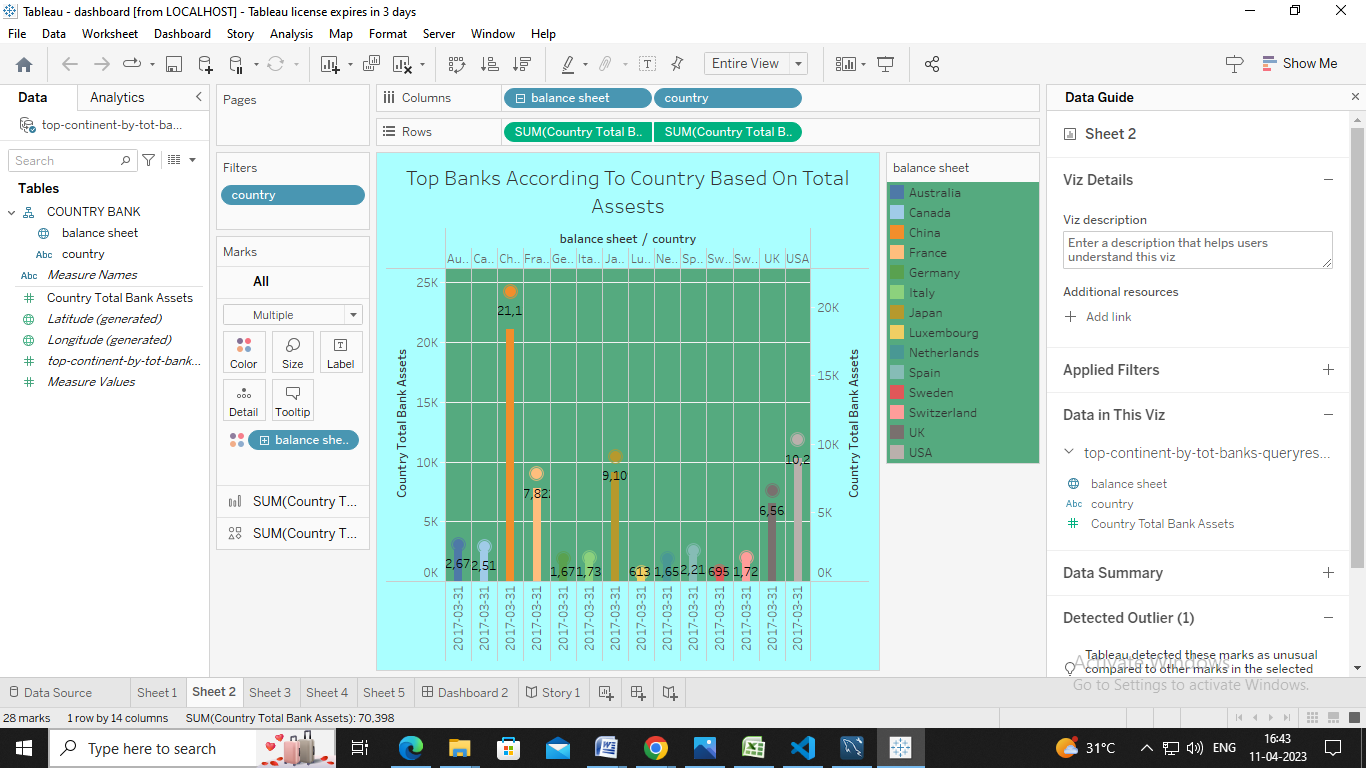 Tableau - dashboard [from LOCALHOST] - Tableau license expires in 3 days
File Data Worksheet Dashboard Story Analysis Map Format Server Window Help
Entire View
Show Me
Data Analytics
top-continent-by-tot-ba...
Search
Tables
COUNTRY BANK
balance sheet
Abc country
Abc Measure Names
Country Total Bank Assets
Latitude (generated)
Longitude (generated)
top-continent-by-tot-bank...
Measure Values
Pages
Filters
country
Marks
All
Multiple
Color Size Label
Detail Tooltip
balance she..
SUM(Country T...
SUM(Country T...
Columns balance sheet country
Rows SUM(Country Total B.. SUM(Country Total B..
Top Banks According To Country Based On Total
Assests
balance sheet / country
Au.. Ca.. Ch.. Fra.. Ge.. Ita.. Ja.. Lu.. Ne.. Sp.. Sw.. Sw.. UK USA
Country Total Bank Assets
25K
20K
15K
10K
5K
0K
21,1
7,82
9,10
6,56
10,2
2,67 2,51 1,67 1,73 613 1,65 2,21 695 1,72
20K
15K
10K
5K
0K
Country Total Bank Assets
2017-03-31 2017-03-31 2017-03-31 2017-03-31 2017-03-31 2017-03-31 2017-03-31 2017-03-31 2017-03-31 2017-03-31 2017-03-31 2017-03-31 2017-03-31 2017-03-31
balance sheet
Australia
Canada
China
France
Germany
Italy
Japan
Luxembourg
Netherlands
Spain
Sweden
Switzerland
UK
USA
Data Guide
Sheet 2
Viz Details
Viz description
Enter a description that helps users
understand this viz
Additional resources
Add link
Applied Filters
Data in This Viz
top-continent-by-tot-banks-queryres...
balance sheet
Abc country
Country Total Bank Assets
Data Summary
Detected Outlier (1)
Tableau detected these marks as unusual
compared to other marks in the selected
Activate Windows
Go to Settings to activate Windows.
Data Source Sheet 1 Sheet 2 Sheet 3 Sheet 4 Sheet 5 Dashboard 2 Story 1
28 marks 1 row by 14 columns SUM(Country Total Bank Assets): 70,398
Type here to search
31°C
ENG
16:43
11-04-2023